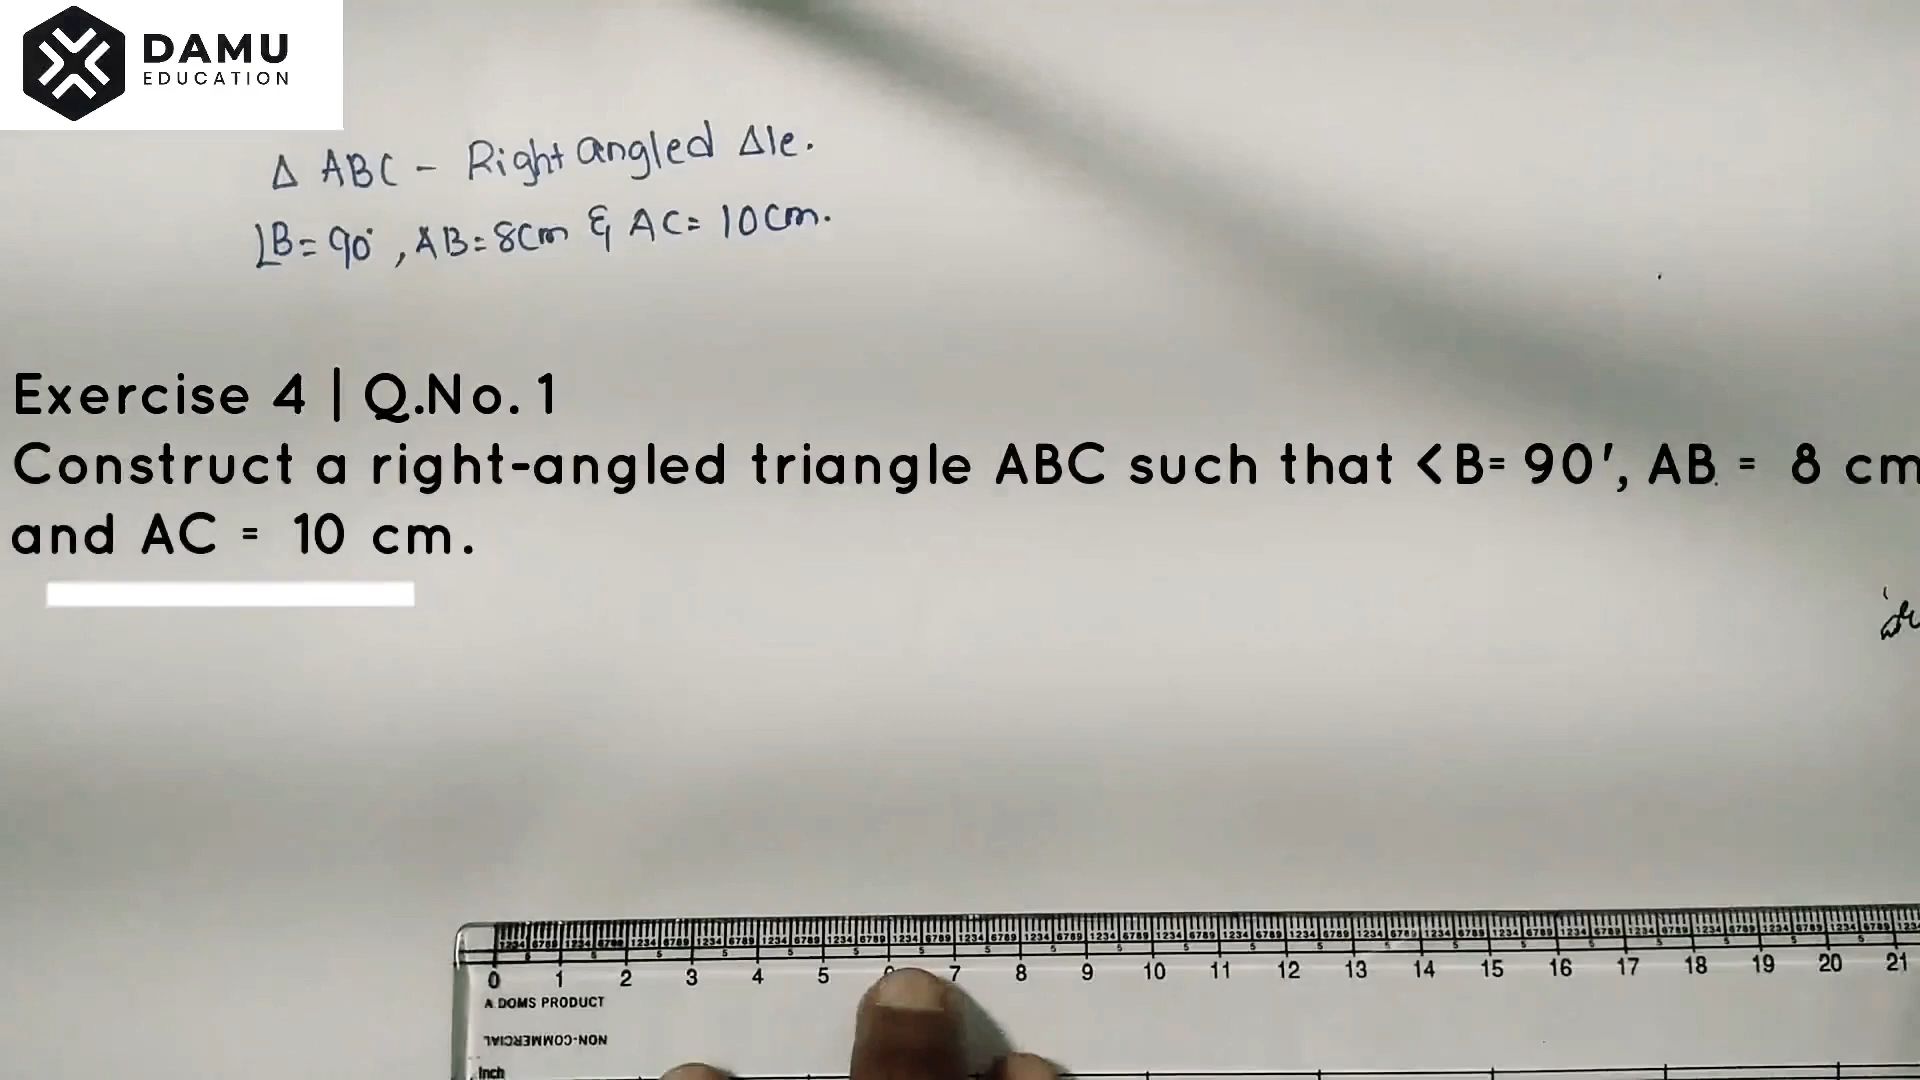 DAMU
EDUCATION
Δ ABC - Right angled Δle.
∠B = 90°, AB = 8cm & AC = 10cm.
Exercise 4 | Q.No. 1
Construct a right-angled triangle ABC such that <B= 90', AB = 8 cm
and AC = 10 cm.
0 1 2 3 4 5 6 7 8 9 10 11 12 13 14 15 16 17 18 19 20 21
A DOMS PRODUCT
NON-COMMERCIAL
Inch